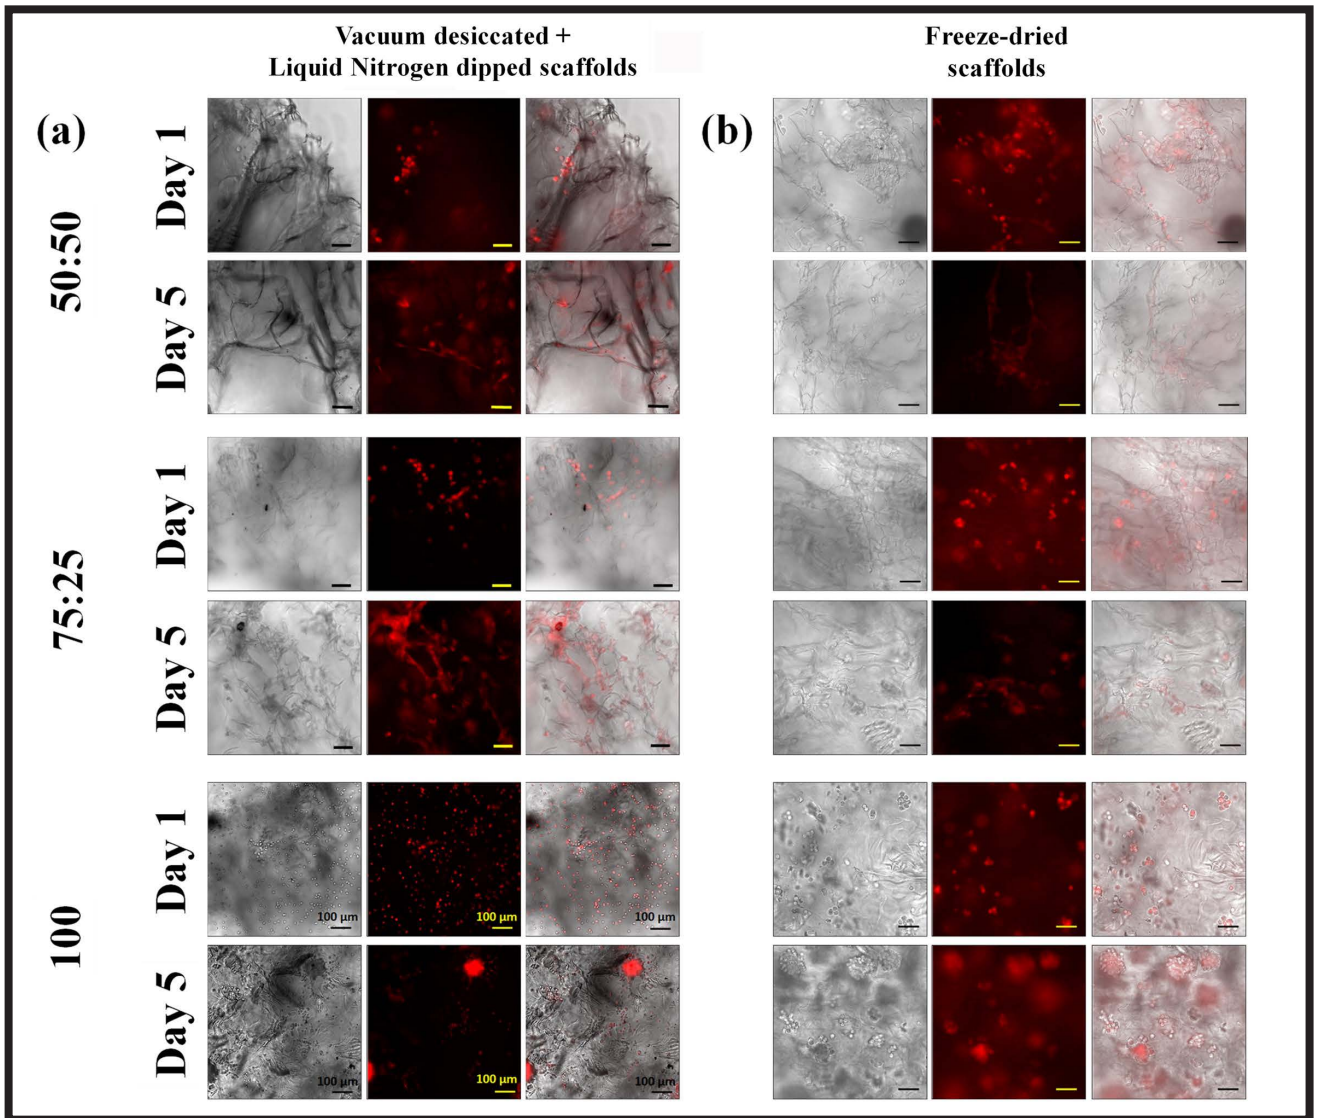 Vacuum desiccated +
Liquid Nitrogen dipped scaffolds
Freeze-dried
scaffolds
(a)
(b)
50:50
Day 1
Day 5
75:25
Day 1
Day 5
100
Day 1
100 µm
100 µm
100 µm
Day 5
100 µm
100 µm
100 µm